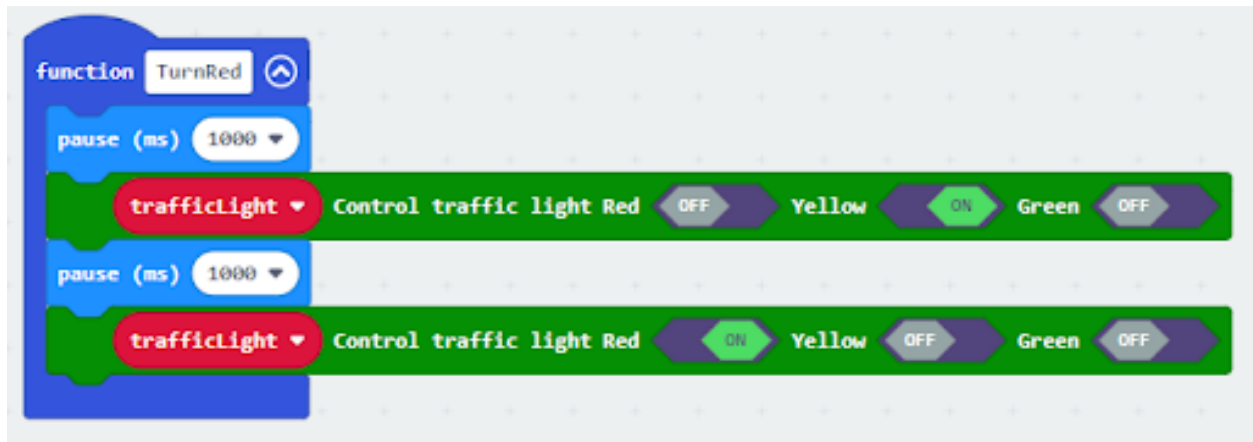 function TurnRed
pause (ms) 1000
trafficLight Control traffic light Red OFF Yellow ON Green OFF
pause (ms) 1000
trafficLight Control traffic light Red ON Yellow OFF Green OFF